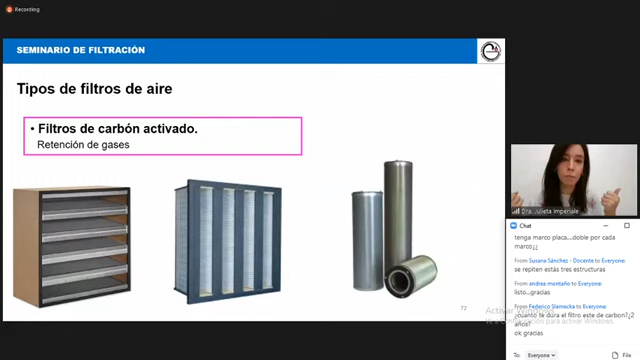 Recording
SEMINARIO DE FILTRACIÓN
Tipos de filtros de aire
• Filtros de carbón activado.
Retención de gases
72
Dra. Julieta Imperiale
Chat
tenga marco placa....doble por cada
marco¿¿
From Susana Sánchez - Docente to Everyone:
se repiten estás tres estructuras
From andrea montaño to Everyone:
listo...gracias
From Federico Slamecka to Everyone:
¿cuanto te dura el filtro este de carbon?¿2
años?
ok gracias
Activar Windows
configuración para activar Windows.
To: Everyone
File